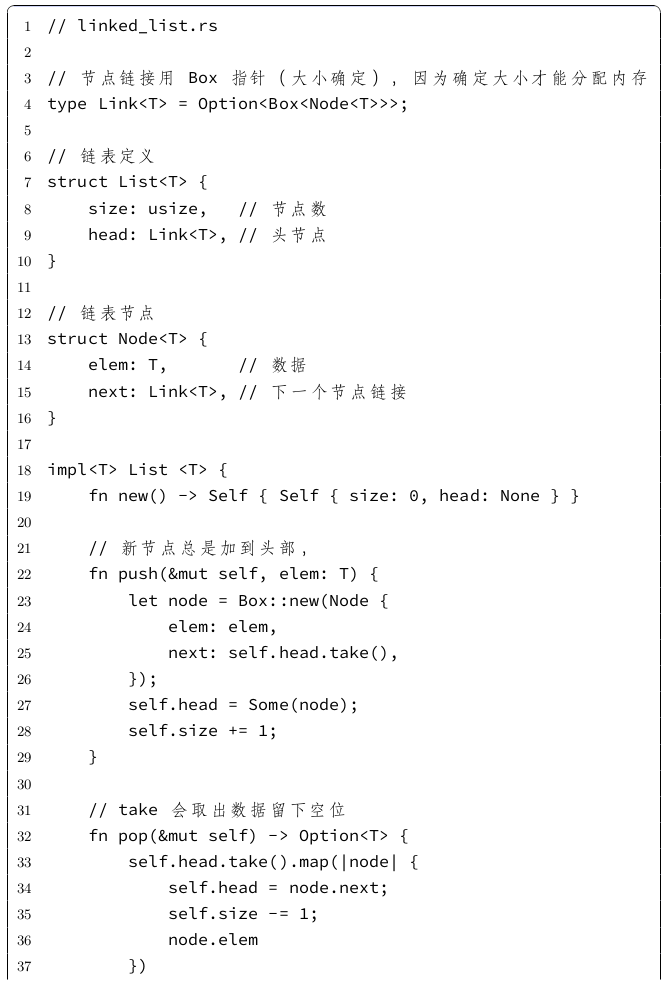 1 // linked_list.rs
2
3 // 节点链接用 Box 指针（大小确定），因为确定大小才能分配内存
4 type Link<T> = Option<Box<Node<T>>>;
5
6 // 链表定义
7 struct List<T> {
8     size: usize,   // 节点数
9     head: Link<T>, // 头节点
10 }
11
12 // 链表节点
13 struct Node<T> {
14     elem: T,       // 数据
15     next: Link<T>, // 下一个节点链接
16 }
17
18 impl<T> List <T> {
19     fn new() -> Self { Self { size: 0, head: None } }
20
21     // 新节点总是加到头部，
22     fn push(&mut self, elem: T) {
23         let node = Box::new(Node {
24             elem: elem,
25             next: self.head.take(),
26         });
27         self.head = Some(node);
28         self.size += 1;
29     }
30
31     // take 会取出数据留下空位
32     fn pop(&mut self) -> Option<T> {
33         self.head.take().map(|node| {
34             self.head = node.next;
35             self.size -= 1;
36             node.elem
37         })